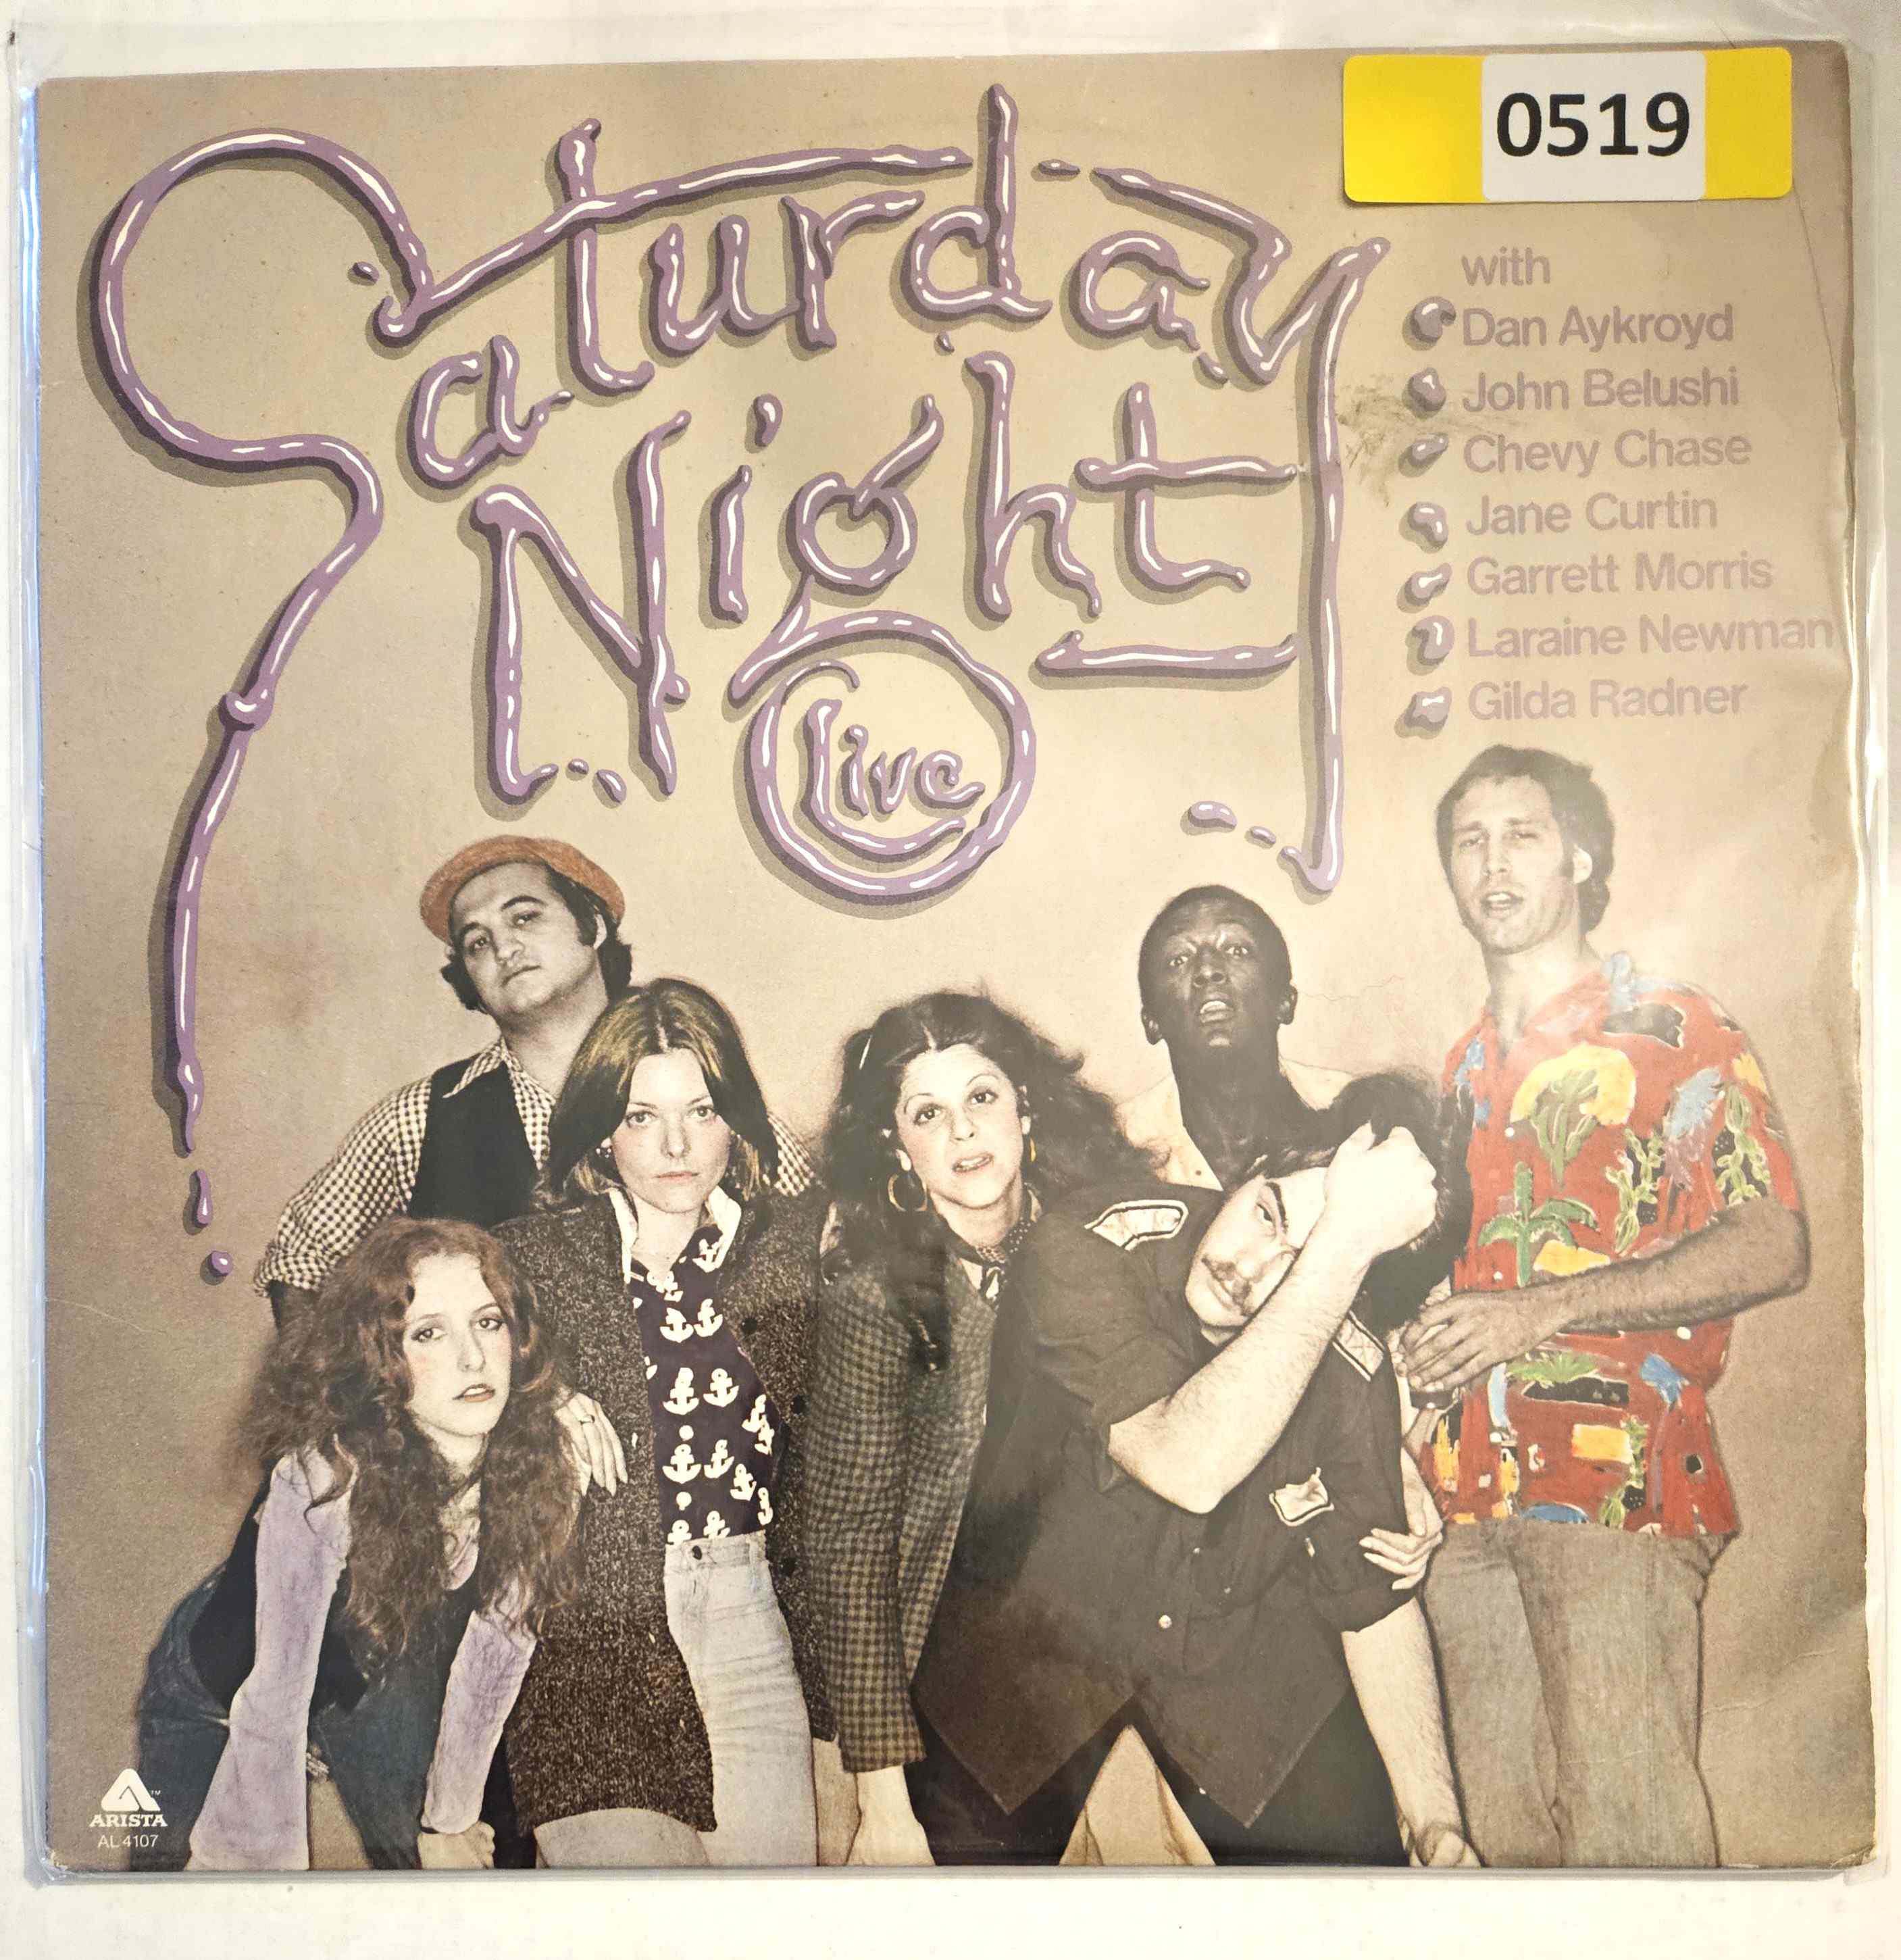 0519
Saturday
Night
Live
with
Dan Aykroyd
John Belushi
Chevy Chase
Jane Curtin
Garrett Morris
Laraine Newman
Gilda Radner
TM
ARISTA
AL 4107